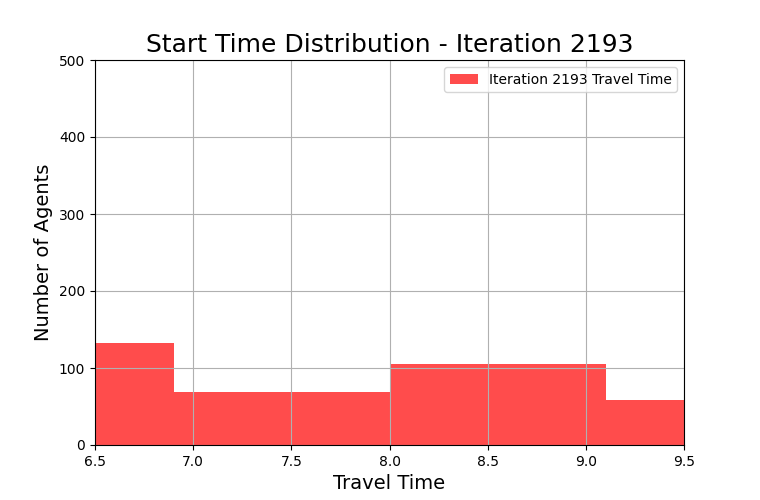 Start Time Distribution - Iteration 2193
Iteration 2193 Travel Time
Number of Agents
500
400
300
200
100
0
6.5 7.0 7.5 8.0 8.5 9.0 9.5
Travel Time